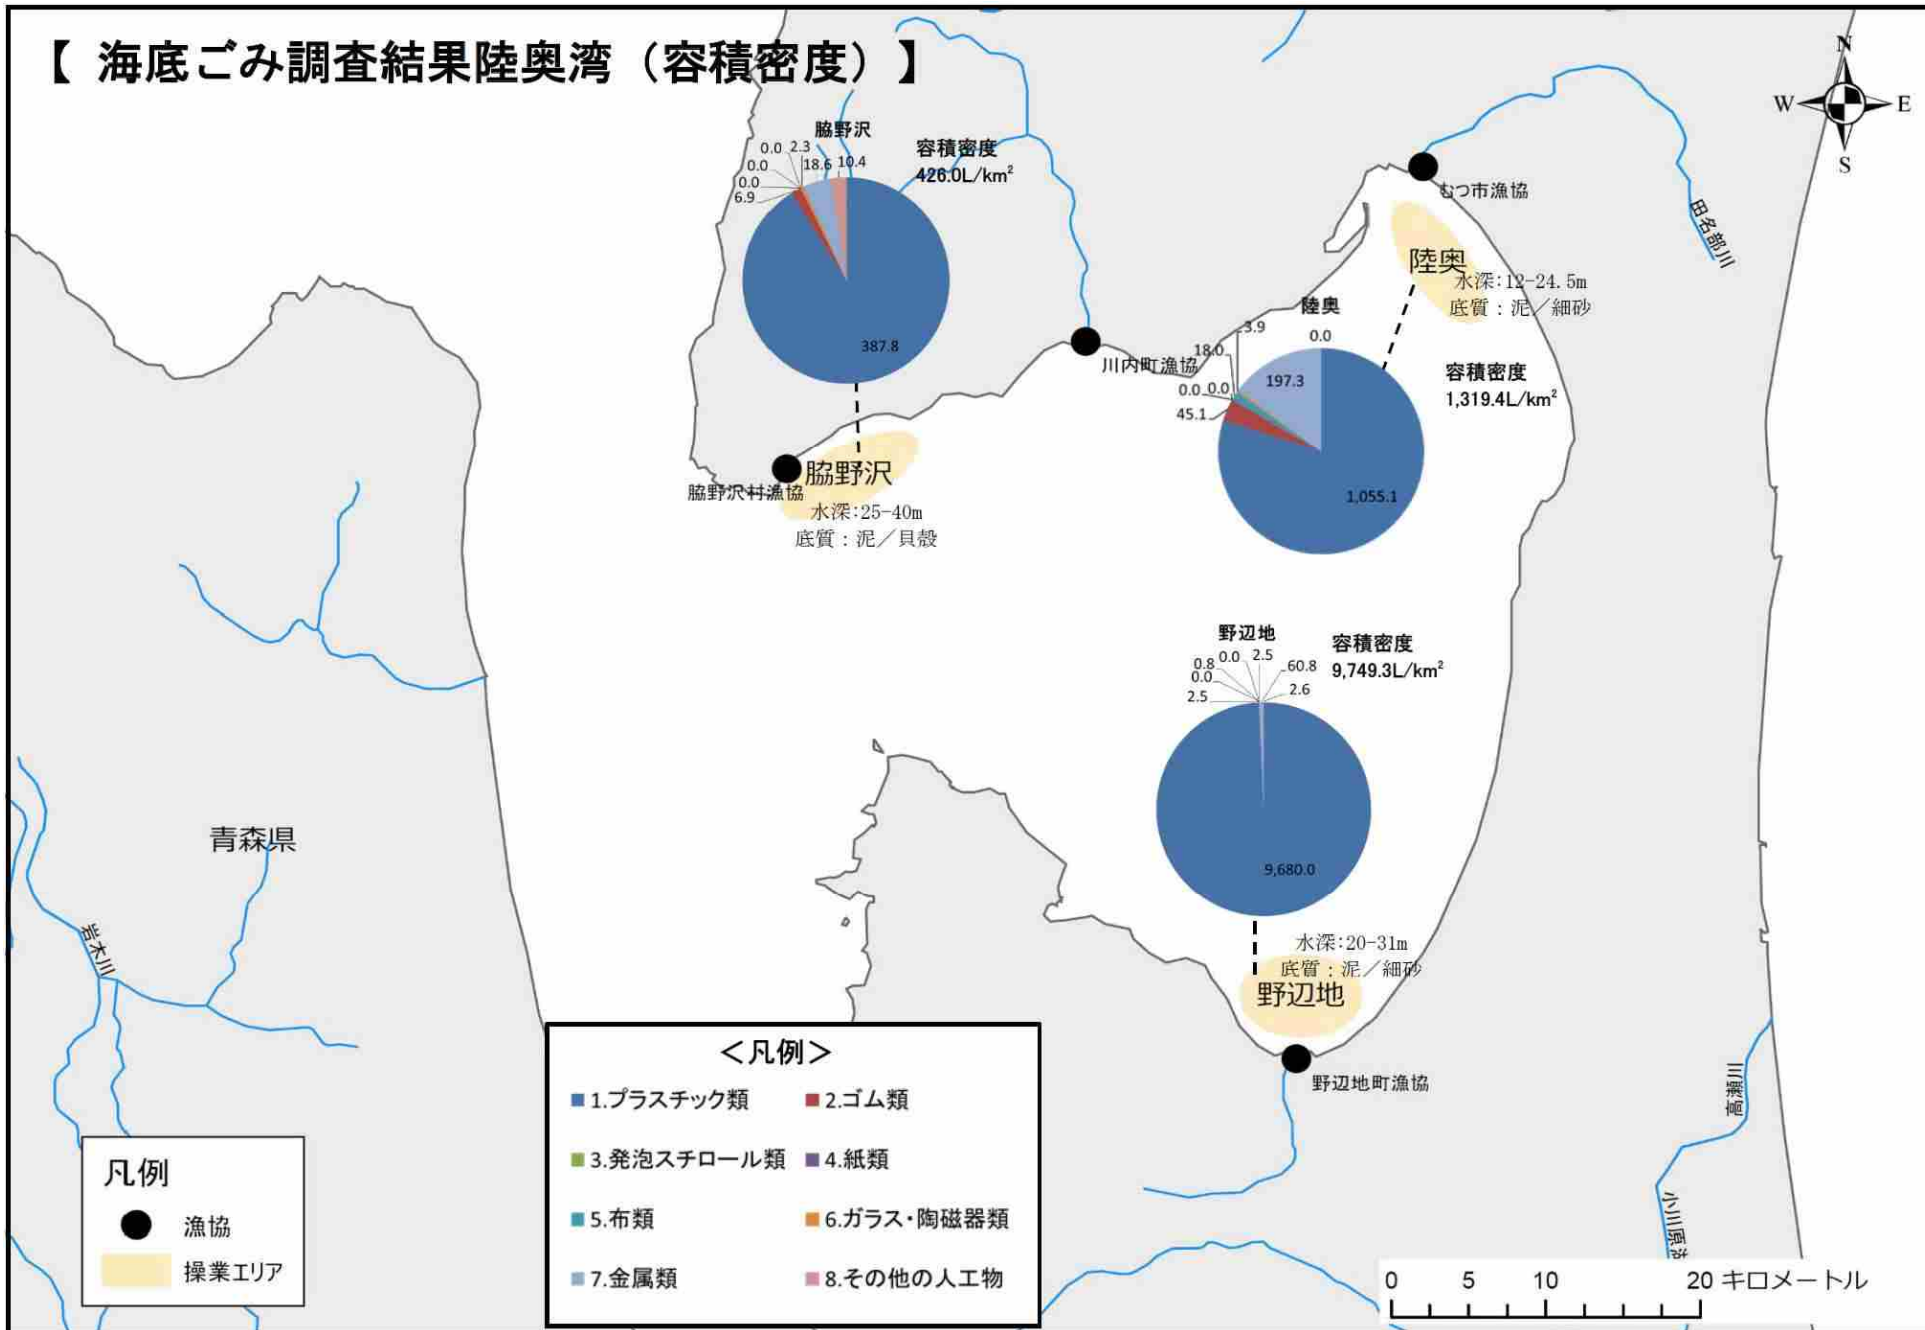 【 海底ごみ調査結果陸奥湾（容積密度）】
N
W
E
S
脇野沢
容積密度
426.0L/km²
0.0
2.3
18.6
10.4
0.0
0.0
6.9
387.8
むつ市漁協
田名部川
陸奥
水深:12-24.5m
底質：泥／細砂
陸奥
3.9
0.0
18.0
197.3
0.0
0.0
45.1
1,055.1
容積密度
1,319.4L/km²
川内町漁協
脇野沢
脇野沢村漁協
水深:25-40m
底質：泥／貝殻
野辺地
容積密度
9,749.3L/km²
0.0
2.5
0.8
60.8
0.0
2.6
2.5
9,680.0
水深:20-31m
底質：泥／細砂
野辺地
野辺地町漁協
青森県
岩木川
高瀬川
小川原湖
＜凡例＞
1.プラスチック類
2.ゴム類
3.発泡スチロール類
4.紙類
5.布類
6.ガラス・陶磁器類
7.金属類
8.その他の人工物
凡例
漁協
操業エリア
0 5 10 20 キロメートル